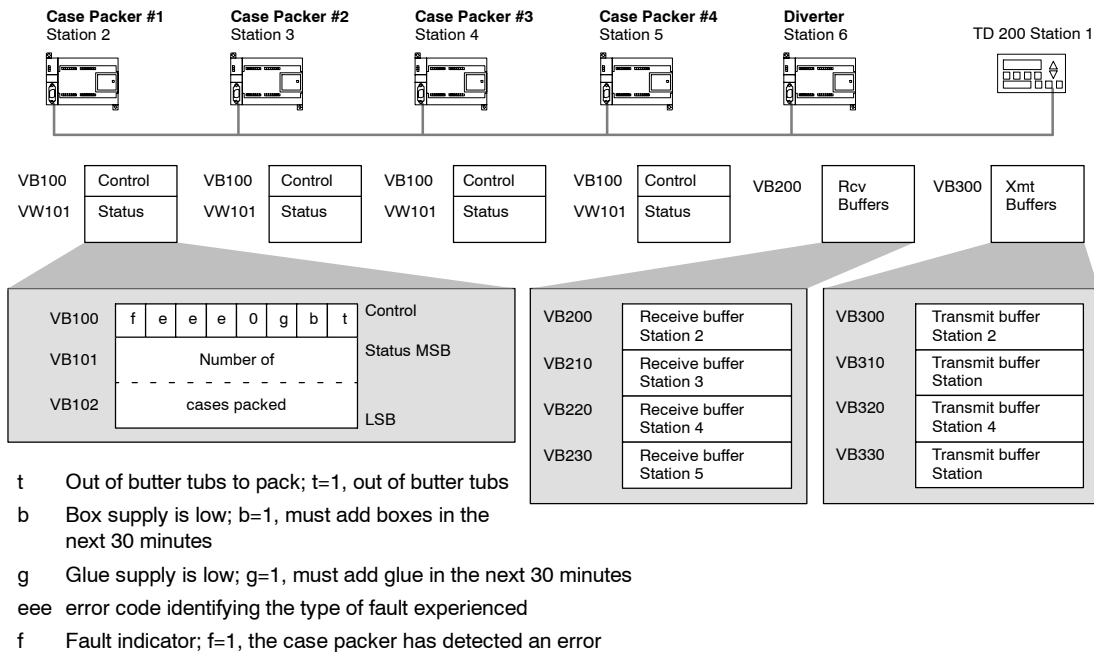 Case Packer #1
Station 2
Case Packer #2
Station 3
Case Packer #3
Station 4
Case Packer #4
Station 5
Diverter
Station 6
TD 200 Station 1
VB100 Control
VW101 Status
VB100 Control
VW101 Status
VB100 Control
VW101 Status
VB100 Control
VW101 Status
VB200 Rcv
Buffers
VB300 Xmt
Buffers
VB100 f e e e 0 g b t Control
VB101 Number of Status MSB
VB102 cases packed
LSB
VB200 Receive buffer
Station 2
VB210 Receive buffer
Station 3
VB220 Receive buffer
Station 4
VB230 Receive buffer
Station 5
VB300 Transmit buffer
Station 2
VB310 Transmit buffer
Station
VB320 Transmit buffer
Station 4
VB330 Transmit buffer
Station
t Out of butter tubs to pack; t=1, out of butter tubs
b Box supply is low; b=1, must add boxes in the
next 30 minutes
g Glue supply is low; g=1, must add glue in the next 30 minutes
eee error code identifying the type of fault experienced
f Fault indicator; f=1, the case packer has detected an error